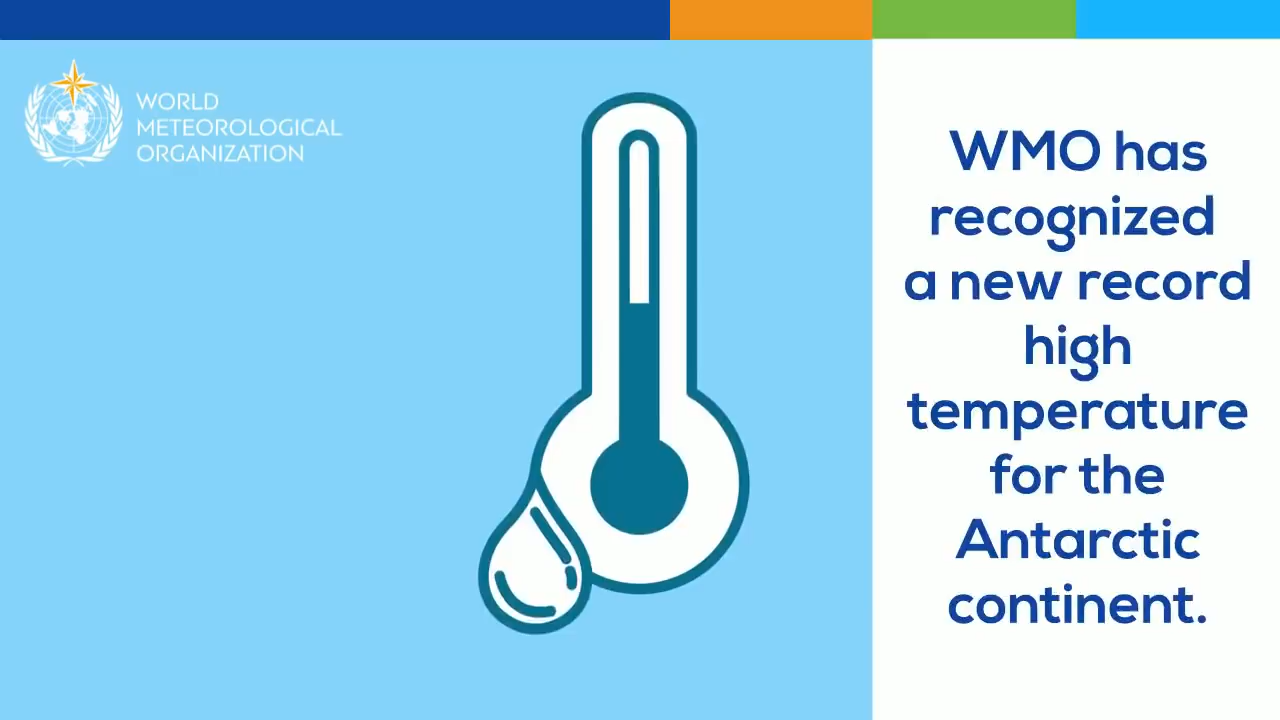 WORLD
METEOROLOGICAL
ORGANIZATION
WMO has
recognized
a new record
high
temperature
for the
Antarctic
continent.